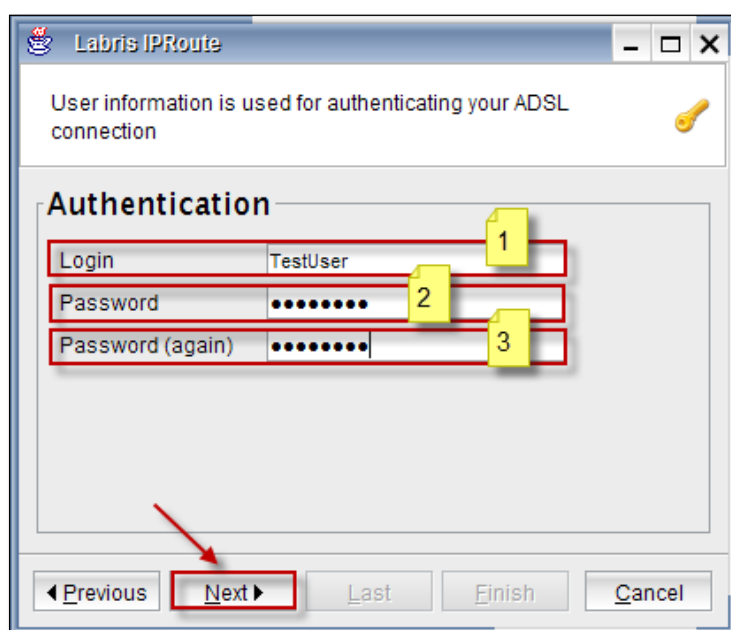 Labris IPRoute
User information is used for authenticating your ADSL
connection
Authentication
1
Login TestUser
2
Password ●●●●●●●●
3
Password (again) ●●●●●●●●
Previous Next Last Finish Cancel